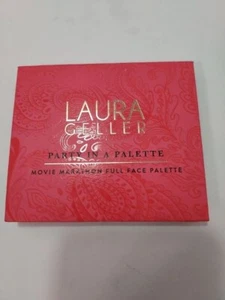 LAURA
GELLER
PARTY IN A PALETTE
MOVIE MARATHON FULL FACE PALETTE